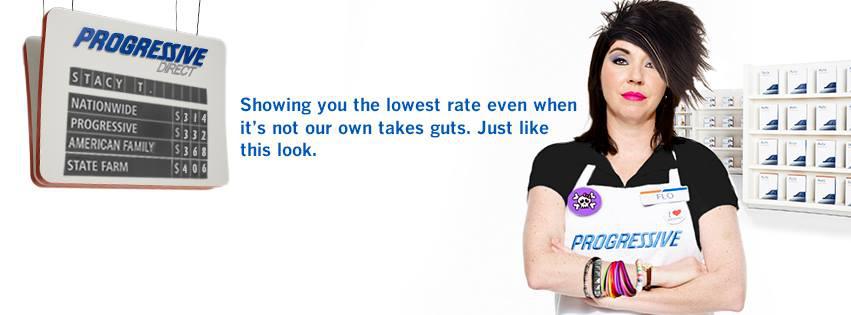 PROGRESSIVE
DIRECT
STACY T.
NATIONWIDE $314
PROGRESSIVE $332
AMERICAN FAMILY $368
STATE FARM $406
Showing you the lowest rate even when
it's not our own takes guts. Just like
this look.
FLO
I
PROGRESSIVE